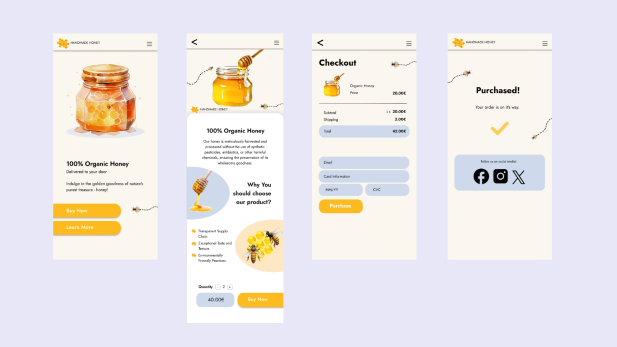 HANDMADE HONEY
100% Organic Honey
Delivered to your door
Indulge in the golden goodness of nature's
purest treasure - honey!
Buy Now
Learn More
<
HANDMADE HONEY
100% Organic Honey
Our honey is meticulously harvested and
processed without the use of synthetic
pesticides, antibiotics, or other harmful
chemicals, ensuring the preservation of its
wholesome goodness.
Why You
should choose
our product?
Transparent Supply
Chain
Exceptional Taste and
Texture
Environmentally
Friendly Practices
Quantity - 2 +
40.00€
Buy Now
<
Checkout
Organic Honey
Price 20.00€
Subtotal 20.00€
Shipping 2.00€
Total 42.00€
Email
Card Information
MM/YY CVC
Purchase
HANDMADE HONEY
Purchased!
Your order is on it's way.
Follow us on social media!